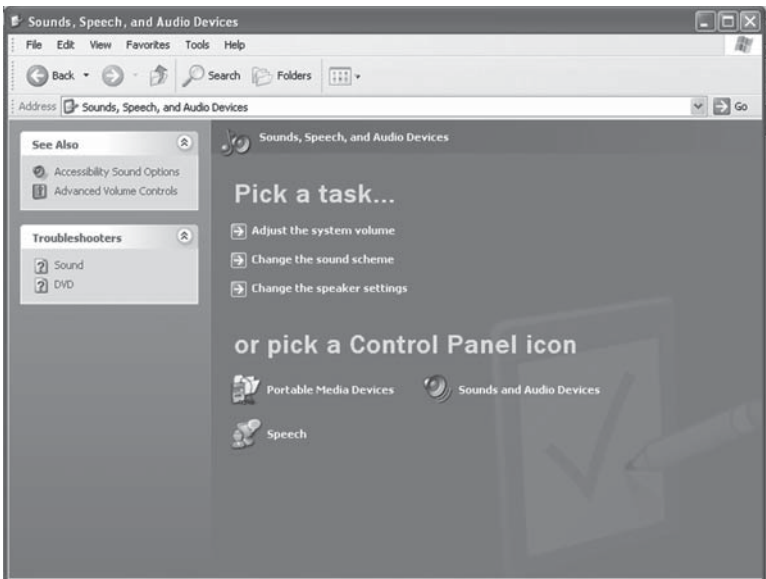 Sounds, Speech, and Audio Devices
File Edit View Favorites Tools Help
Back Search Folders
Address Sounds, Speech, and Audio Devices Go
See Also
Accessibility Sound Options
Advanced Volume Controls
Troubleshooters
Sound
DVD
Sounds, Speech, and Audio Devices
Pick a task...
Adjust the system volume
Change the sound scheme
Change the speaker settings
or pick a Control Panel icon
Portable Media Devices Sounds and Audio Devices
Speech